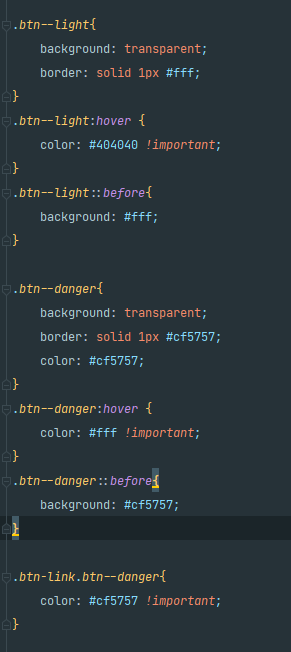 .btn--light{
    background: transparent;
    border: solid 1px #fff;
}
.btn--light:hover {
    color: #404040 !important;
}
.btn--light::before{
    background: #fff;
}

.btn--danger{
    background: transparent;
    border: solid 1px #cf5757;
    color: #cf5757;
}
.btn--danger:hover {
    color: #fff !important;
}
.btn--danger::before{
    background: #cf5757;
}

.btn-link.btn--danger{
    color: #cf5757 !important;
}